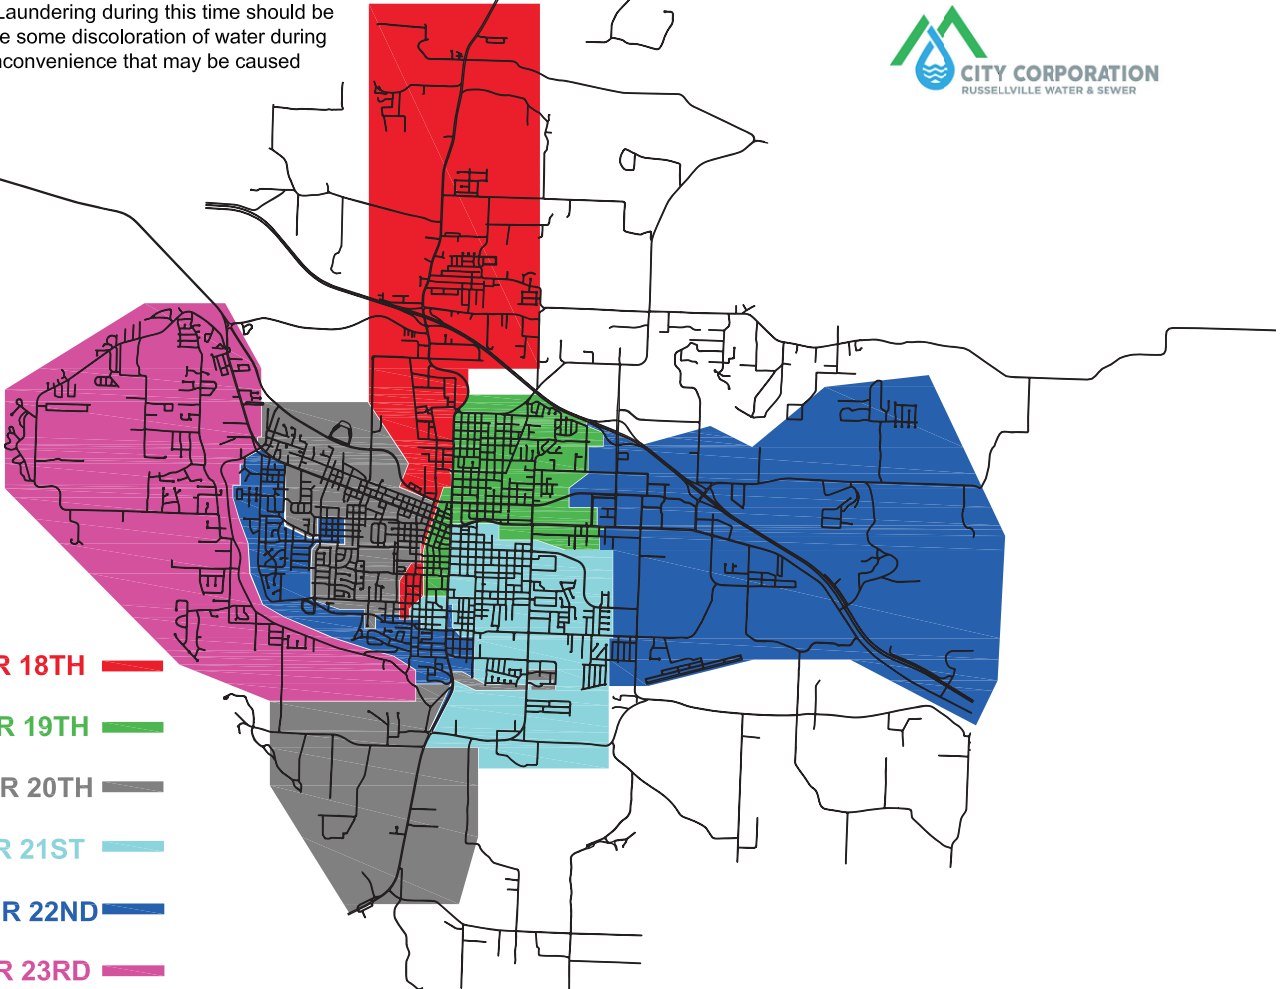 Laundering during this time should be
e some discoloration of water during
nconvenience that may be caused
CITY CORPORATION
RUSSELLVILLE WATER & SEWER
R 18TH
R 19TH
R 20TH
R 21ST
R 22ND
R 23RD